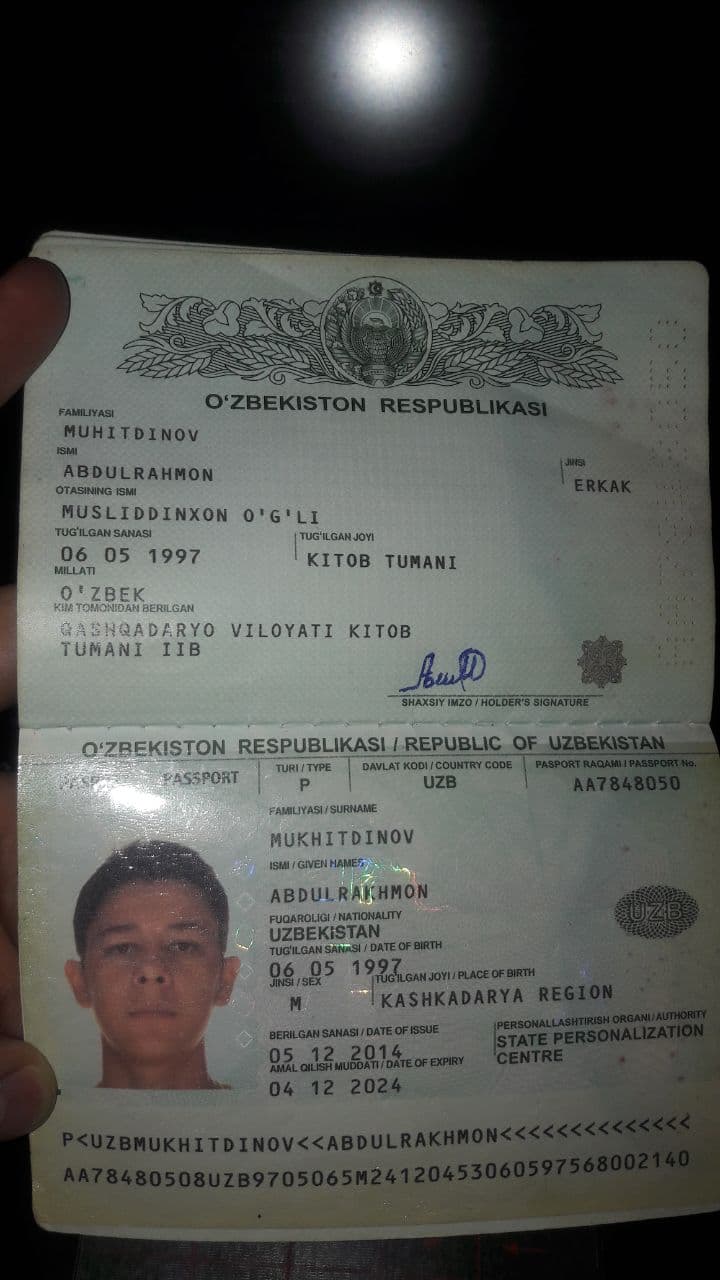 O‘ZBEKISTON RESPUBLIKASI
FAMILIYASI
MUHITDINOV
ISMI
ABDULRAHMON
JINSI
ERKAK
OTASINING ISMI
MUSLIDDINXON O'G'LI
TUG'ILGAN SANASI
06 05 1997
TUG'ILGAN JOYI
KITOB TUMANI
MILLATI
O'ZBEK
KIM TOMONIDAN BERILGAN
QASHQADARYO VILOYATI KITOB
TUMANI IIB
SHAXSIY IMZO / HOLDER'S SIGNATURE
O‘ZBEKISTON RESPUBLIKASI / REPUBLIC OF UZBEKISTAN
PASSPORT
TURI / TYPE
P
DAVLAT KODI / COUNTRY CODE
UZB
PASPORT RAQAMI / PASSPORT No.
AA7848050
FAMILIYASI / SURNAME
MUKHITDINOV
ISMI / GIVEN NAMES
ABDULRAKHMON
FUQAROLIGI / NATIONALITY
UZBEKISTAN
UZB
TUG'ILGAN SANASI / DATE OF BIRTH
06 05 1997
JINSI / SEX
M
TUG'ILGAN JOYI / PLACE OF BIRTH
KASHKADARYA REGION
BERILGAN SANASI / DATE OF ISSUE
05 12 2014
PERSONALLASHTIRISH ORGANI / AUTHORITY
STATE PERSONALIZATION
CENTRE
AMAL QILISH MUDDATI / DATE OF EXPIRY
04 12 2024
P<UZBMUKHITDINOV<<ABDULRAKHMON<<<<<<<<<<<<<<
AA78480508UZB9705065M24120453060597568002140